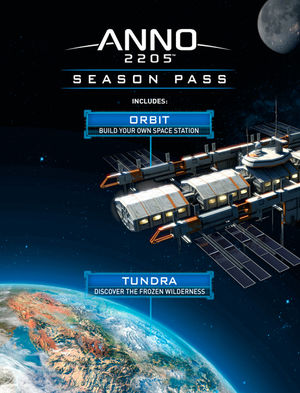 ANNO
2205™
SEASON PASS
INCLUDES:
ORBIT
BUILD YOUR OWN SPACE STATION
TUNDRA
DISCOVER THE FROZEN WILDERNESS